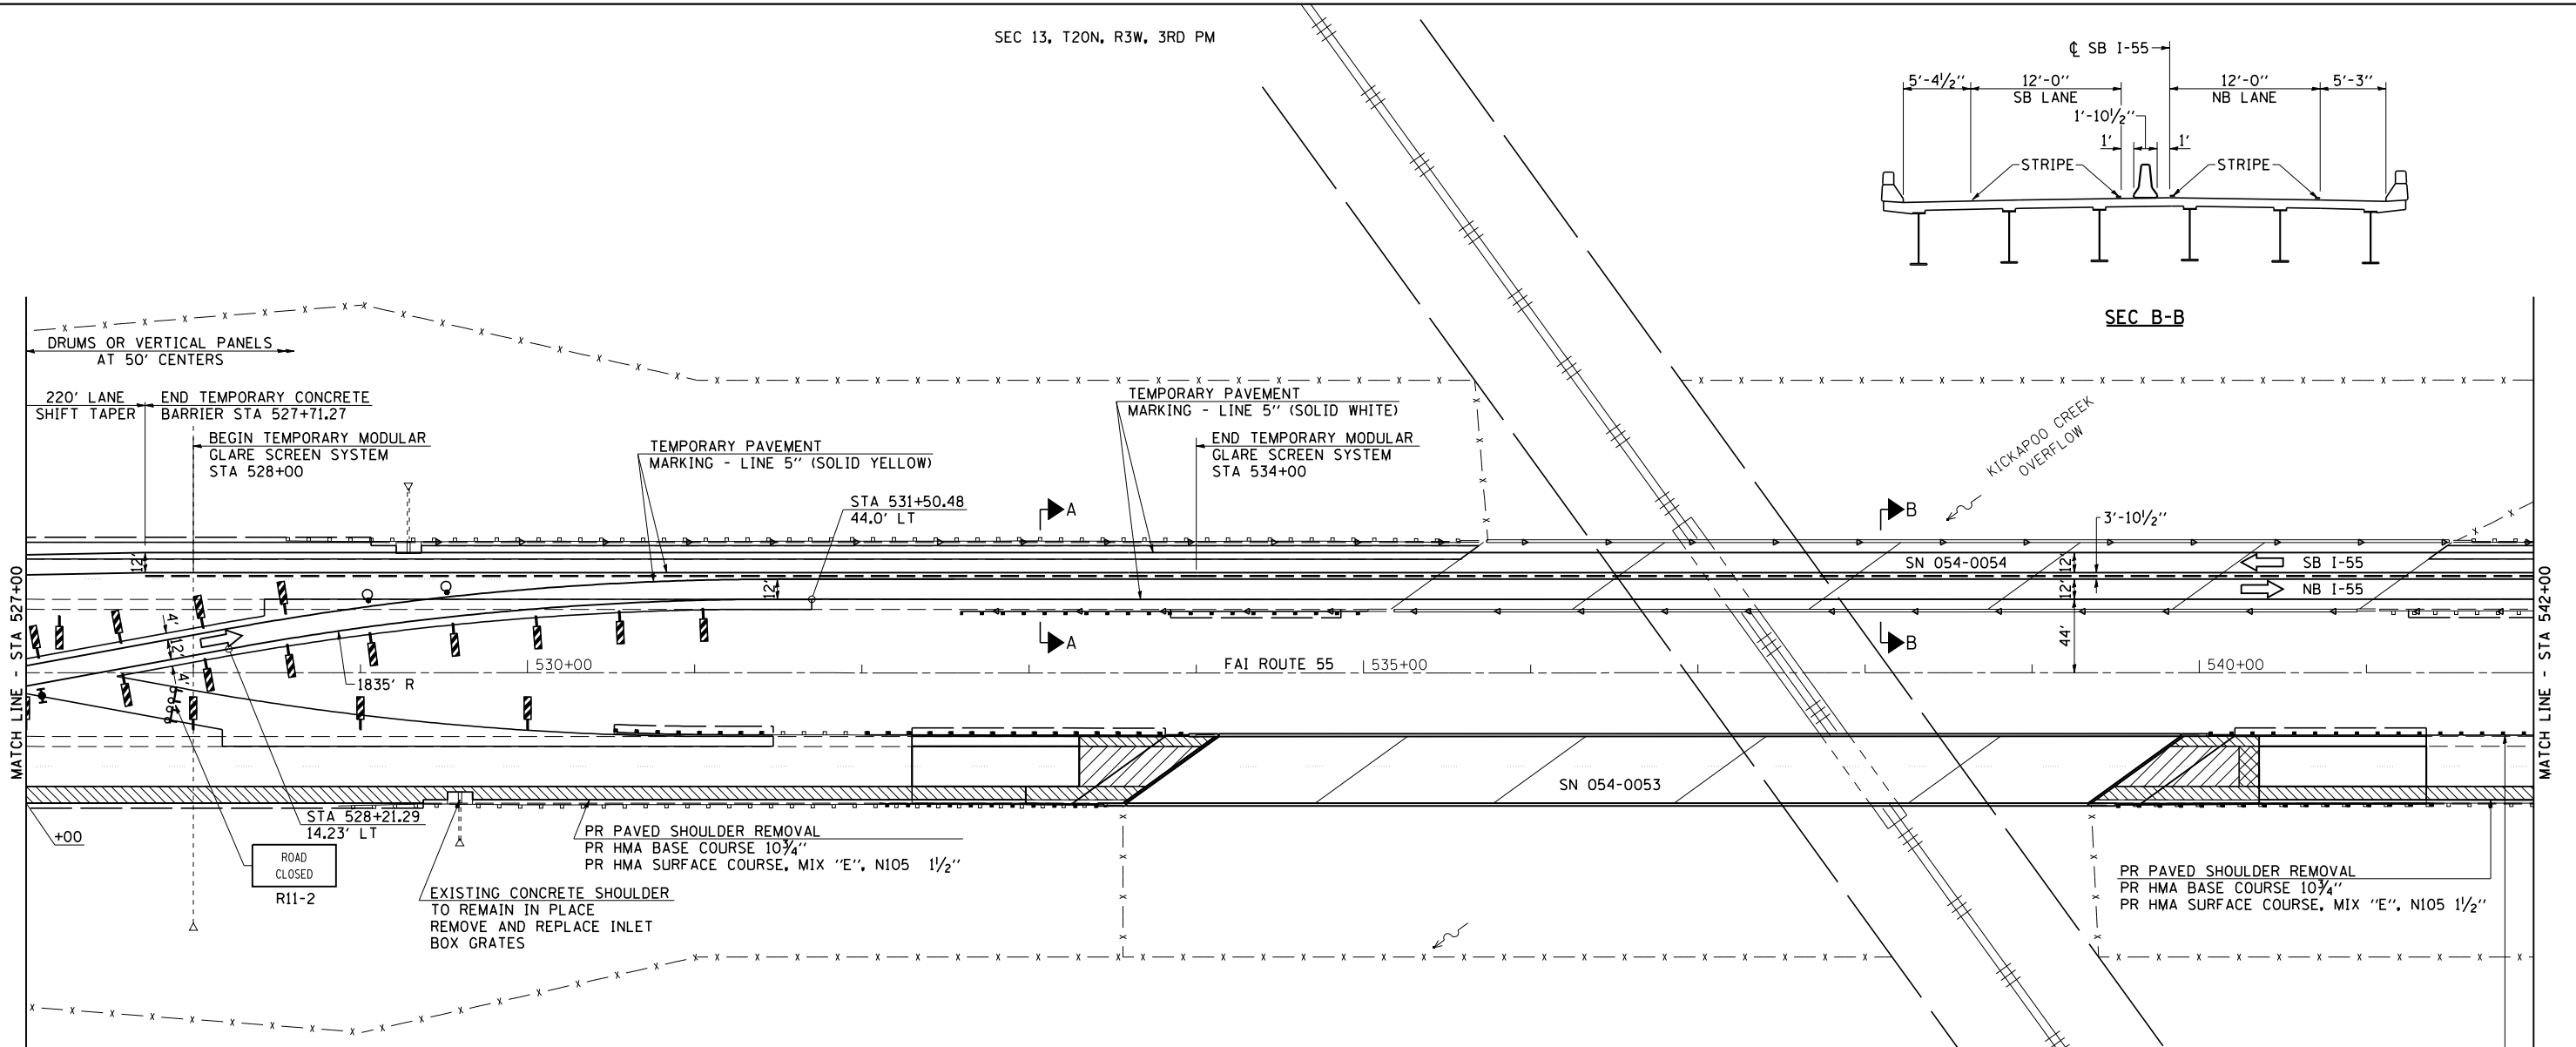 SEC 13, T20N, R3W, 3RD PM
℄ SB I-55
5'-4½"
12'-0"
SB LANE
12'-0"
NB LANE
5'-3"
1'-10½"
1'
1'
STRIPE
STRIPE
SEC B-B
DRUMS OR VERTICAL PANELS
AT 50' CENTERS
220' LANE
SHIFT TAPER
END TEMPORARY CONCRETE
BARRIER STA 527+71.27
BEGIN TEMPORARY MODULAR
GLARE SCREEN SYSTEM
STA 528+00
TEMPORARY PAVEMENT
MARKING - LINE 5" (SOLID YELLOW)
TEMPORARY PAVEMENT
MARKING - LINE 5" (SOLID WHITE)
END TEMPORARY MODULAR
GLARE SCREEN SYSTEM
STA 534+00
STA 531+50.48
44.0' LT
KICKAPOO CREEK
OVERFLOW
A
B
3'-10½"
12'
12'
SN 054-0054
12'
12'
SB I-55
NB I-55
44'
A
B
4'
12'
4'
1835' R
530+00
FAI ROUTE 55
535+00
540+00
MATCH LINE - STA 527+00
MATCH LINE - STA 542+00
SN 054-0053
+00
STA 528+21.29
14.23' LT
ROAD
CLOSED
R11-2
PR PAVED SHOULDER REMOVAL
PR HMA BASE COURSE 10¾"
PR HMA SURFACE COURSE, MIX "E", N105 1½"
EXISTING CONCRETE SHOULDER
TO REMAIN IN PLACE
REMOVE AND REPLACE INLET
BOX GRATES
PR PAVED SHOULDER REMOVAL
PR HMA BASE COURSE 10¾"
PR HMA SURFACE COURSE, MIX "E", N105 1½"